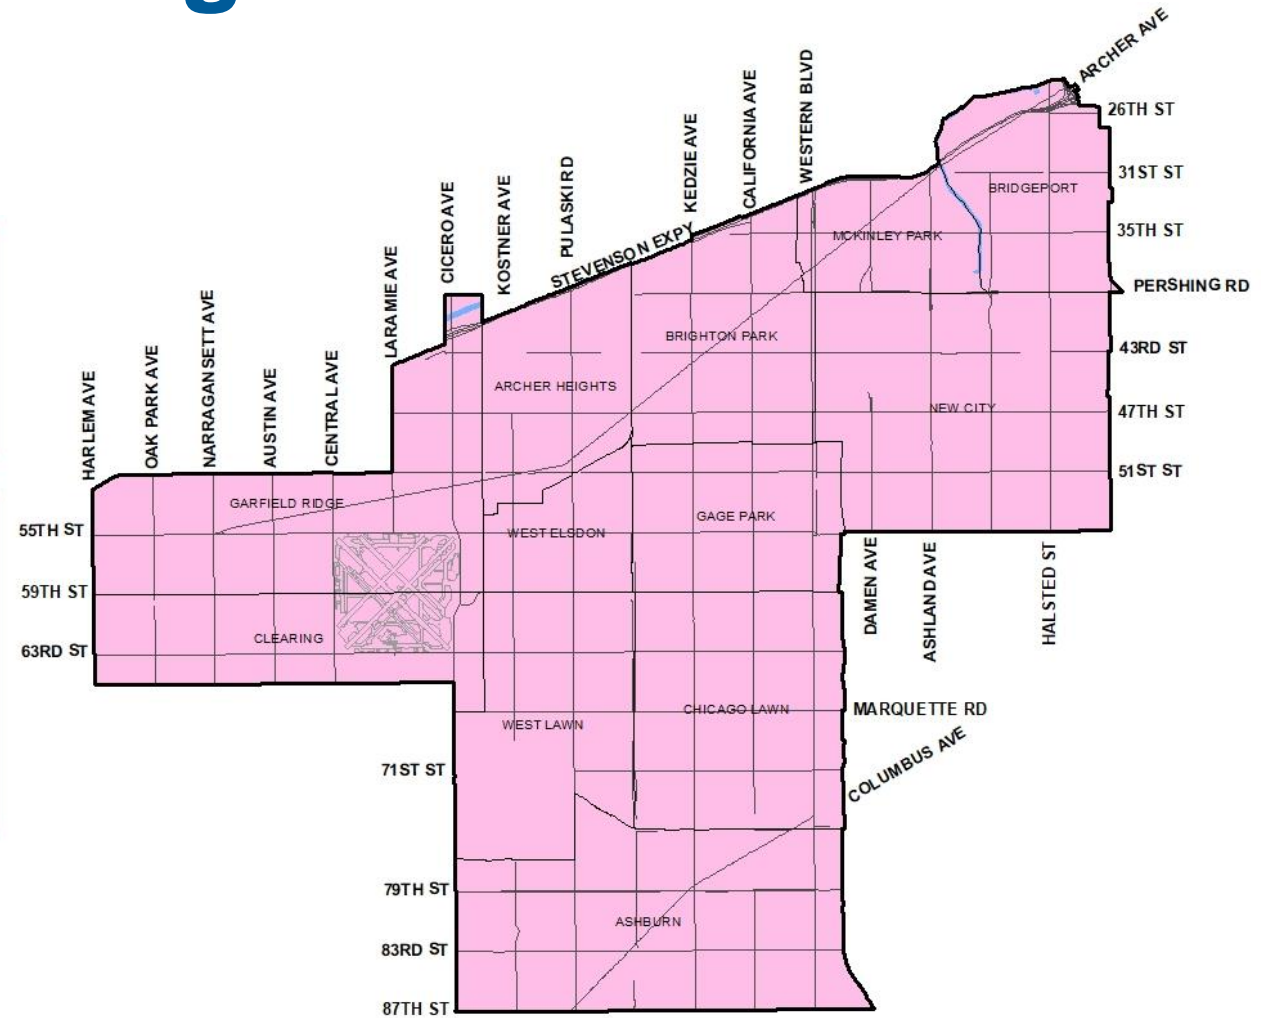 ARCHER AVE
WESTERN BLVD
CALIFORNIA AVE
26TH ST
KEDZIE AVE
PULASKI RD
31ST ST
CICERO AVE
KOSTNER AVE
BRIDGEPORT
35TH ST
MCKINLEY PARK
STEVENSON EXPY
LARAMIE AVE
PERSHING RD
NARRAGANSETT AVE
BRIGHTON PARK
43RD ST
OAK PARK AVE
AUSTIN AVE
CENTRAL AVE
HARLEM AVE
ARCHER HEIGHTS
NEW CITY
47TH ST
51ST ST
GARFIELD RIDGE
GAGE PARK
55TH ST
WEST ELSDON
DAMEN AVE
ASHLAND AVE
HALSTED ST
59TH ST
CLEARING
63RD ST
CHICAGO LAWN
MARQUETTE RD
WEST LAWN
COLUMBUS AVE
71ST ST
79TH ST
ASHBURN
83RD ST
87TH ST